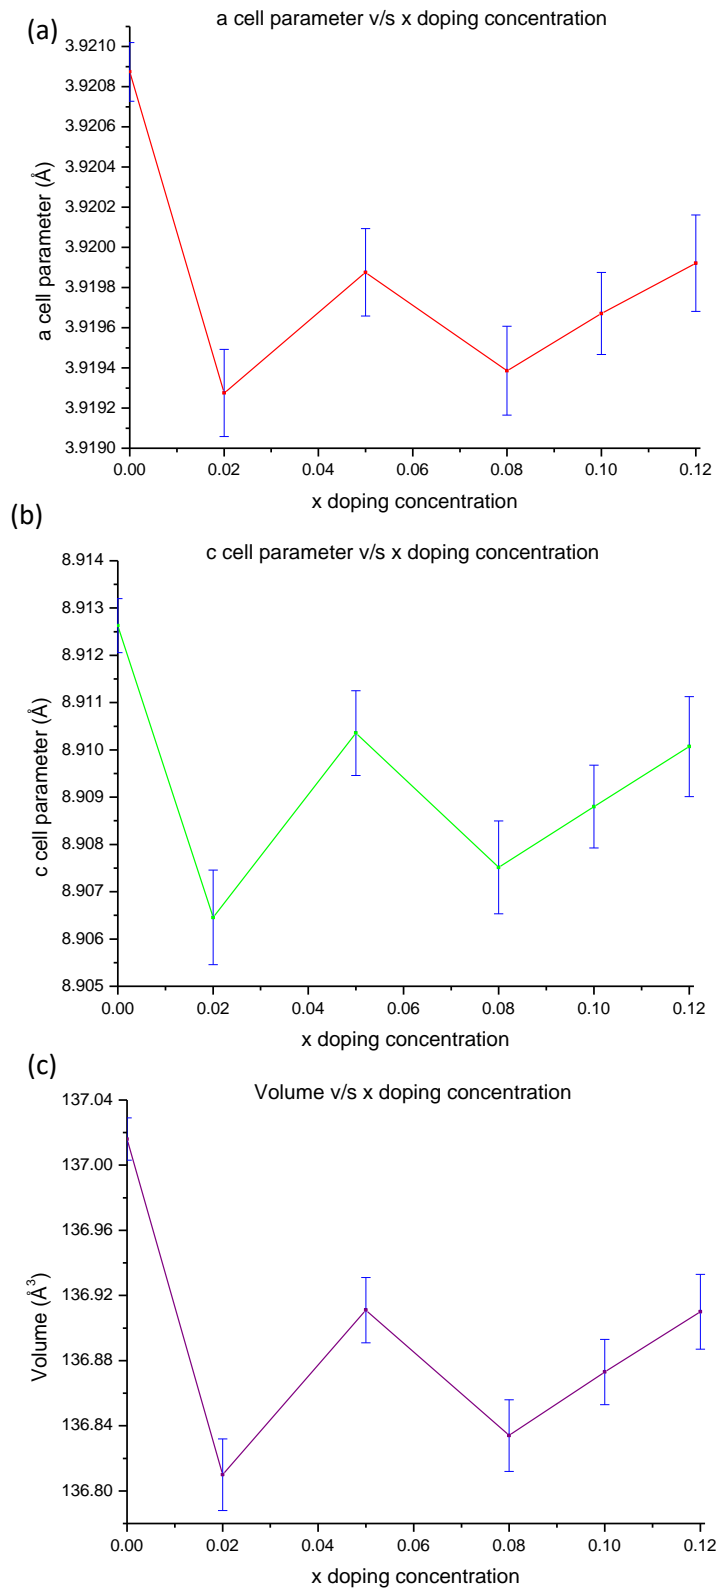 (a)
a cell parameter v/s x doping concentration
3.9210
3.9208
3.9206
3.9204
3.9202
3.9200
3.9198
3.9196
3.9194
3.9192
3.9190
a cell parameter (Å)
0.00 0.02 0.04 0.06 0.08 0.10 0.12
x doping concentration
(b)
c cell parameter v/s x doping concentration
8.914
8.913
8.912
8.911
8.910
8.909
8.908
8.907
8.906
8.905
c cell parameter (Å)
0.00 0.02 0.04 0.06 0.08 0.10 0.12
x doping concentration
(c)
Volume v/s x doping concentration
137.04
137.00
136.96
136.92
136.88
136.84
136.80
Volume (Å³)
0.00 0.02 0.04 0.06 0.08 0.10 0.12
x doping concentration